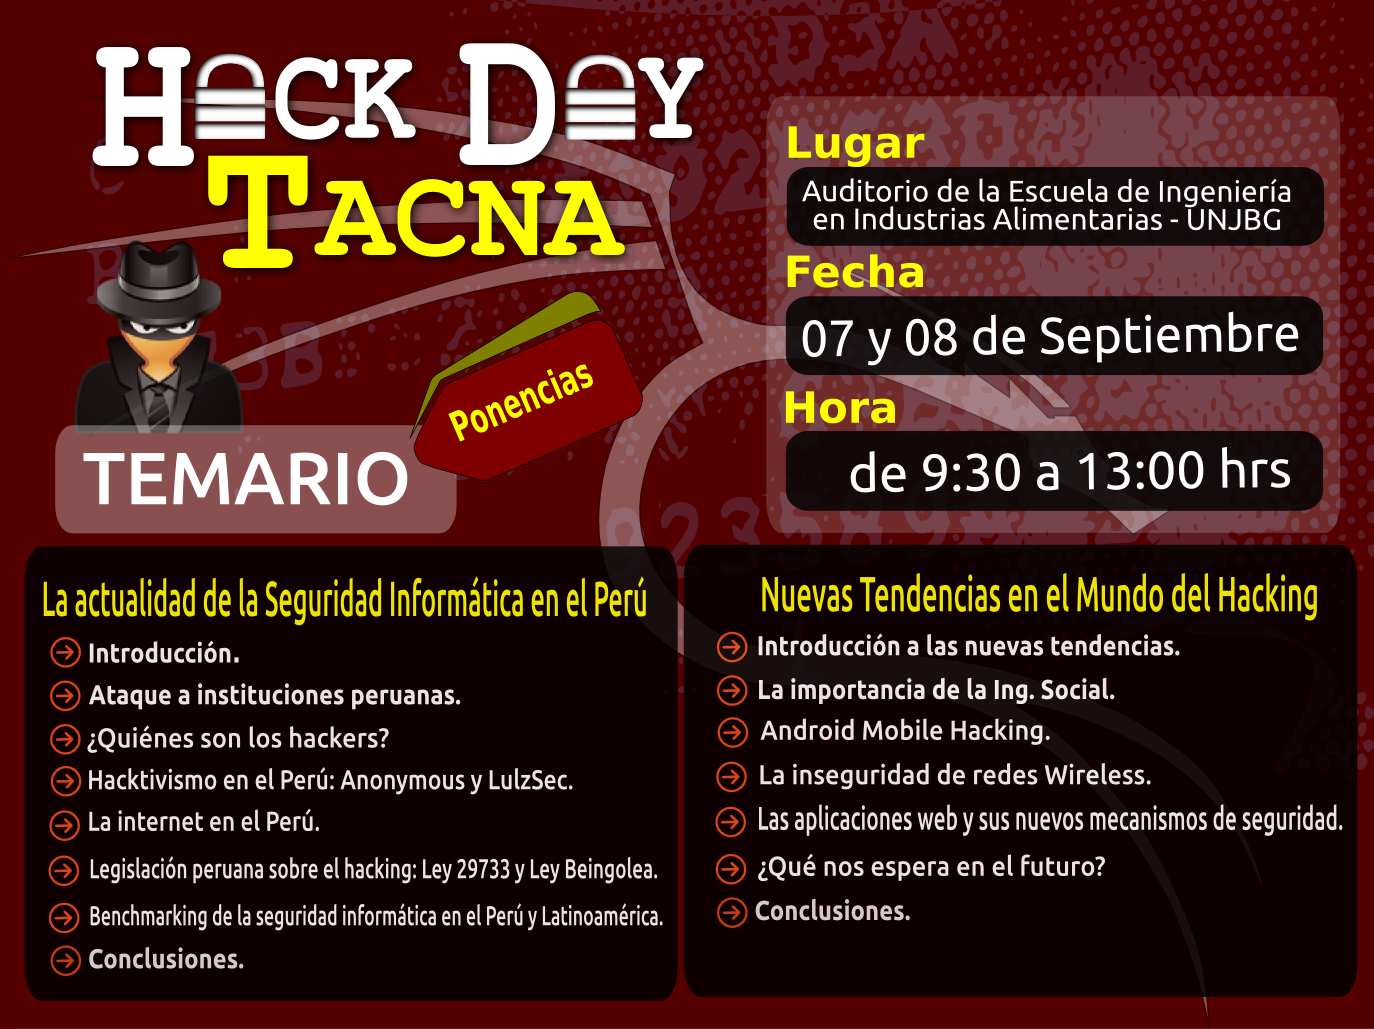 Hack Day
Tacna
Lugar
Auditorio de la Escuela de Ingeniería
en Industrias Alimentarias - UNJBG
Fecha
07 y 08 de Septiembre
Hora
de 9:30 a 13:00 hrs
Ponencias
TEMARIO
La actualidad de la Seguridad Informática en el Perú
Introducción.
Ataque a instituciones peruanas.
¿Quiénes son los hackers?
Hacktivismo en el Perú: Anonymous y LulzSec.
La internet en el Perú.
Legislación peruana sobre el hacking: Ley 29733 y Ley Beingolea.
Benchmarking de la seguridad informática en el Perú y Latinoamérica.
Conclusiones.
Nuevas Tendencias en el Mundo del Hacking
Introducción a las nuevas tendencias.
La importancia de la Ing. Social.
Android Mobile Hacking.
La inseguridad de redes Wireless.
Las aplicaciones web y sus nuevos mecanismos de seguridad.
¿Qué nos espera en el futuro?
Conclusiones.